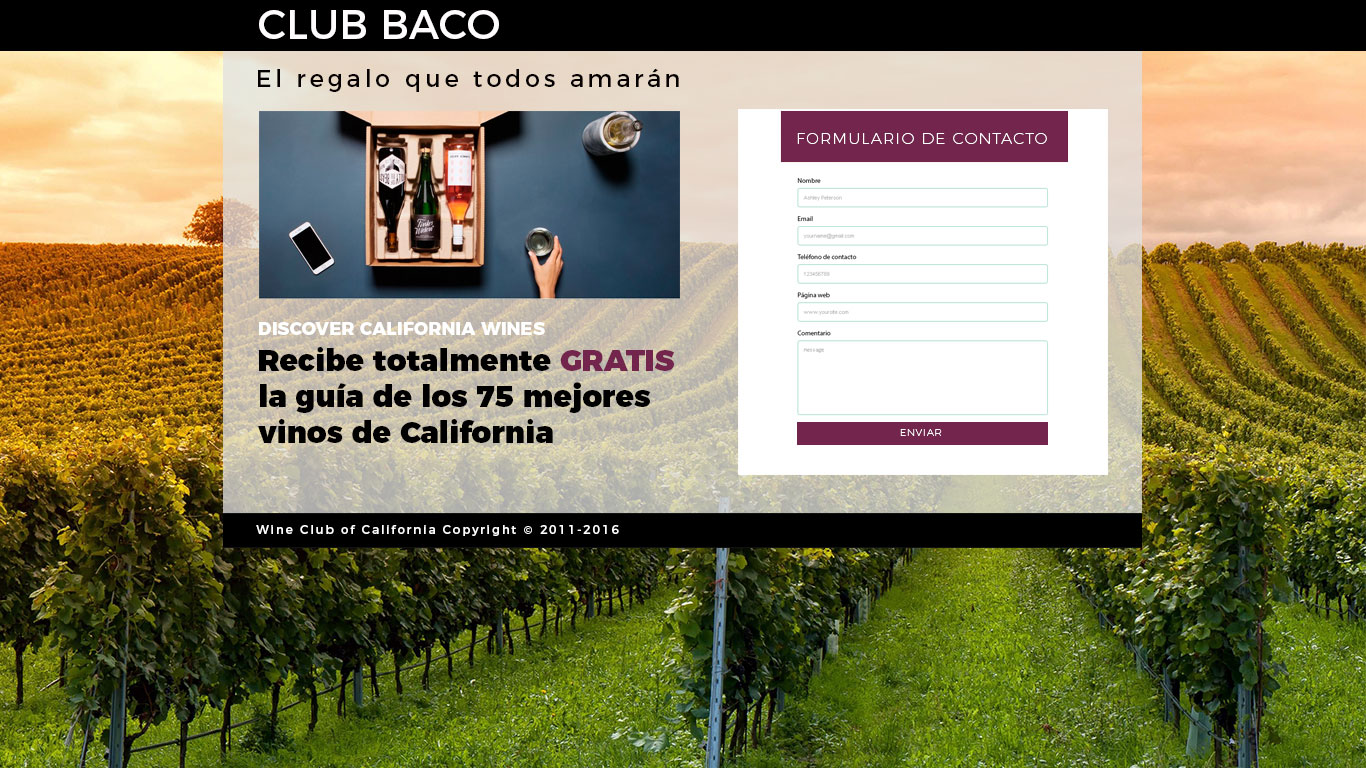 CLUB BACO
El regalo que todos amarán
DISCOVER CALIFORNIA WINES
Recibe totalmente GRATIS
la guía de los 75 mejores
vinos de California
FORMULARIO DE CONTACTO
Nombre
Ashley Peterson
Email
yourname@gmail.com
Teléfono de contacto
123456789
Página web
www.yoursite.com
Comentario
message
ENVIAR
Wine Club of California Copyright © 2011-2016